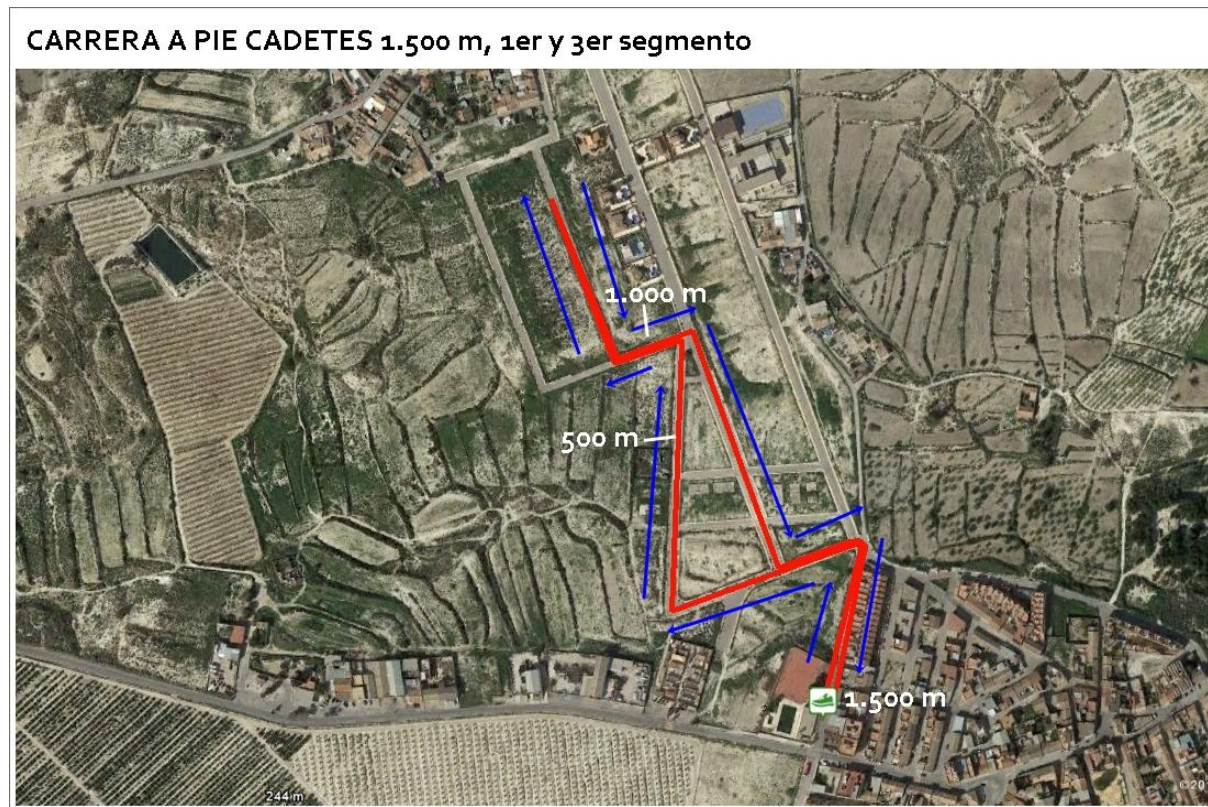 CARRERA A PIE CADETES 1.500 m, 1er y 3er segmento
1.000 m
500 m
1.500 m
244 m